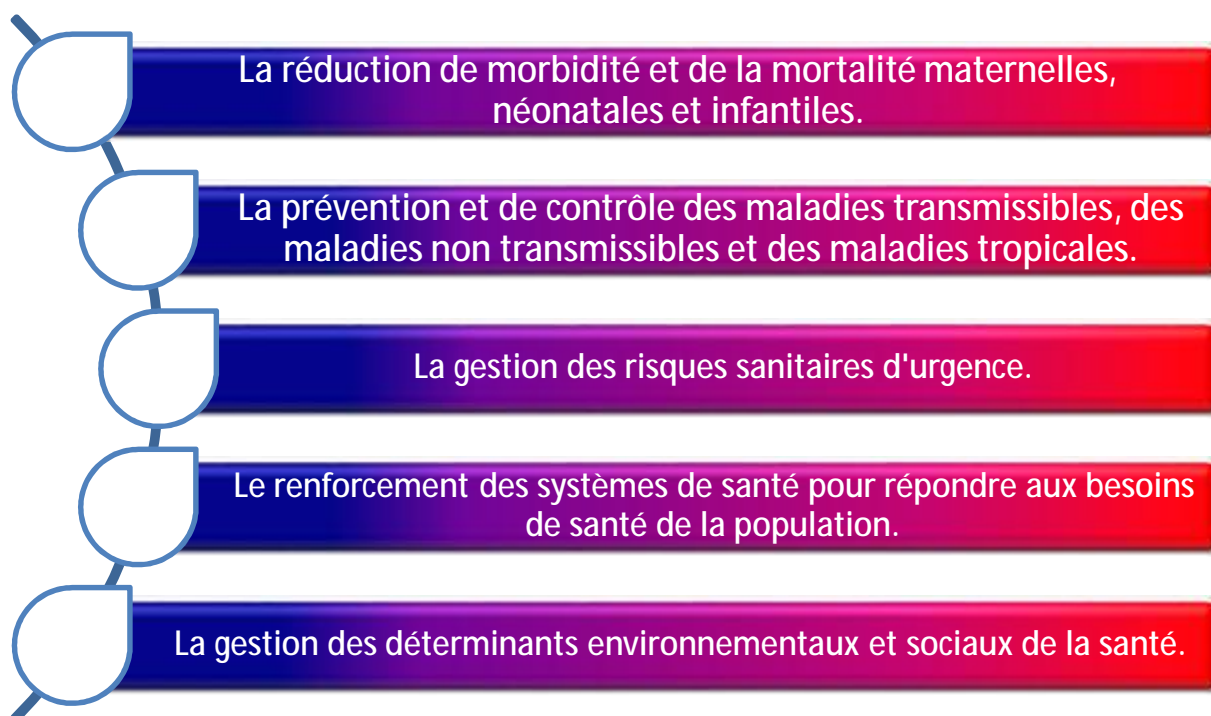 La réduction de morbidité et de la mortalité maternelles,
néonatales et infantiles.
La prévention et de contrôle des maladies transmissibles, des
maladies non transmissibles et des maladies tropicales.
La gestion des risques sanitaires d'urgence.
Le renforcement des systèmes de santé pour répondre aux besoins
de santé de la population.
La gestion des déterminants environnementaux et sociaux de la santé.